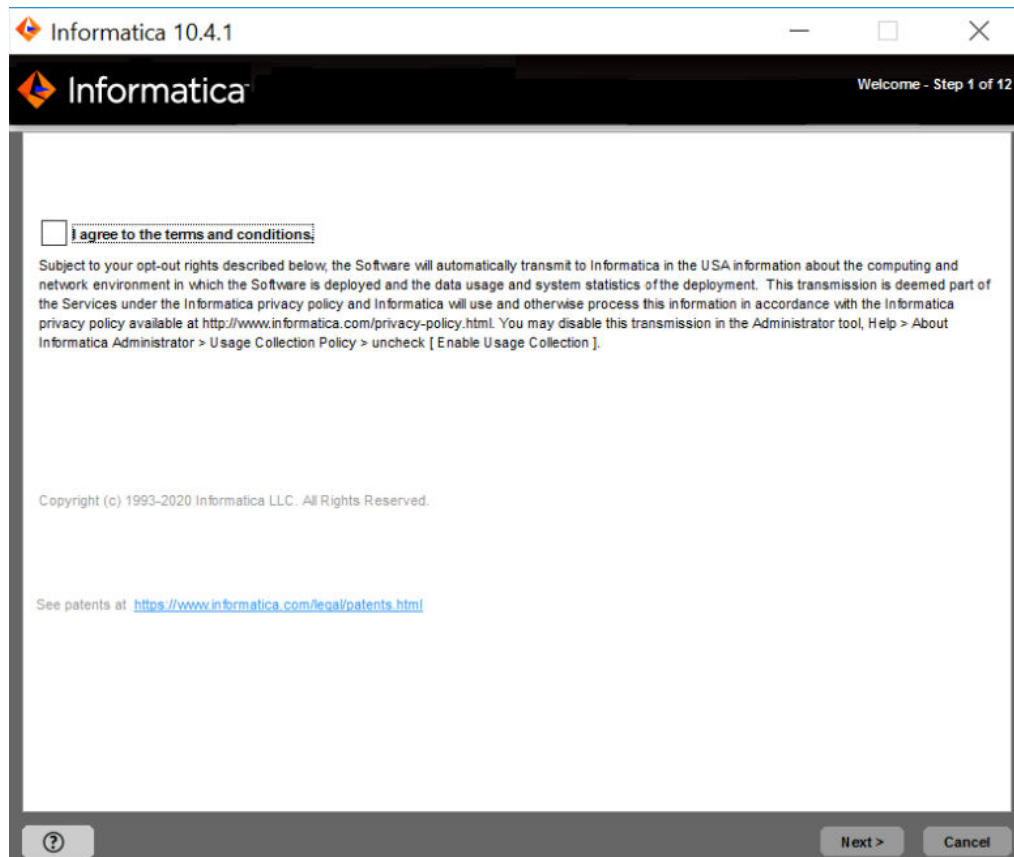 Informatica 10.4.1
Informatica
Welcome - Step 1 of 12
I agree to the terms and conditions.
Subject to your opt-out rights described below, the Software will automatically transmit to Informatica in the USA information about the computing and
network environment in which the Software is deployed and the data usage and system statistics of the deployment.  This transmission is deemed part of
the Services under the Informatica privacy policy and Informatica will use and otherwise process this information in accordance with the Informatica
privacy policy available at http://www.informatica.com/privacy-policy.html. You may disable this transmission in the Administrator tool, Help > About
Informatica Administrator > Usage Collection Policy > uncheck [ Enable Usage Collection ].
Copyright (c) 1993-2020 Informatica LLC. All Rights Reserved.
See patents at https://www.informatica.com/legal/patents.html
?
Next >
Cancel